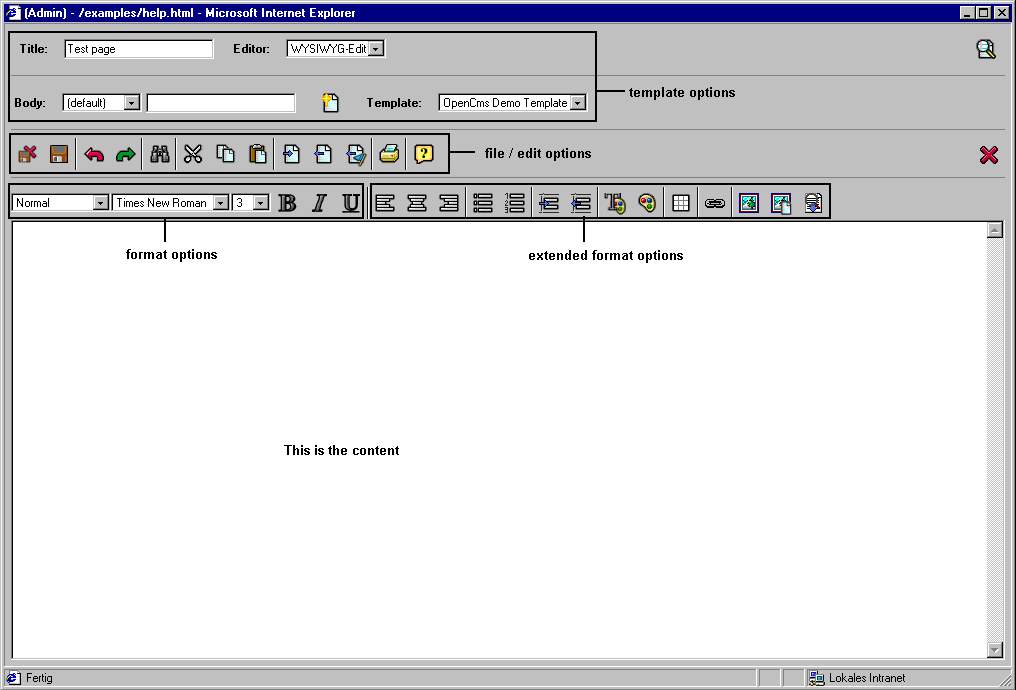 (Admin) - /examples/help.html - Microsoft Internet Explorer
Title: Test page Editor: WYSIWYG-Edit
template options
Body: (default) Template: OpenCms Demo Template
file / edit options
Normal Times New Roman 3 B I U
format options extended format options
This is the content
Fertig Lokales Intranet